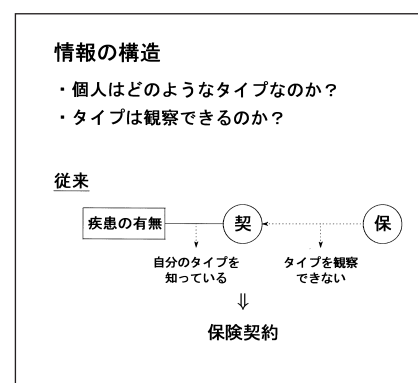 情報の構造
・個人はどのようなタイプなのか？
・タイプは観察できるのか？
従来
疾患の有無 契 保
自分のタイプを
知っている
タイプを観察
できない
⇓
保険契約